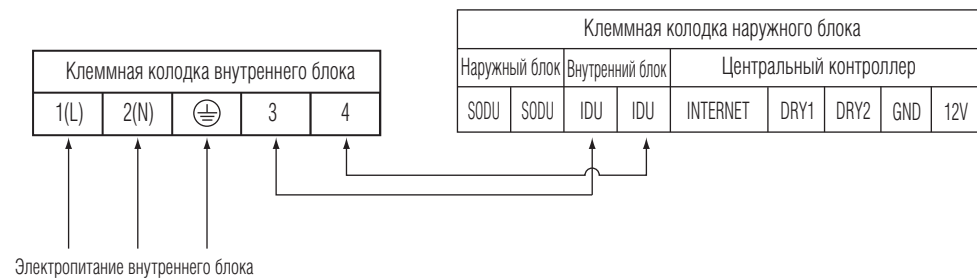 Клеммная колодка наружного блока
Наружный блок Внутренний блок Центральный контроллер
SODU SODU IDU IDU INTERNET DRY1 DRY2 GND 12V
Клеммная колодка внутреннего блока
1(L) 2(N) 3 4
Электропитание внутреннего блока